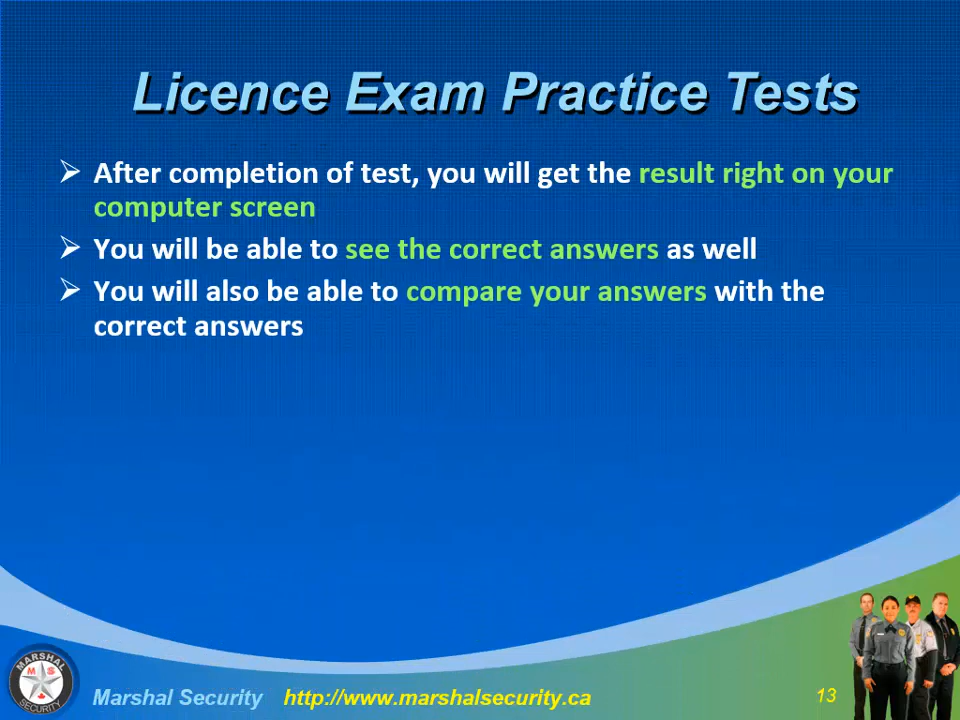 Licence Exam Practice Tests
After completion of test, you will get the result right on your
computer screen
You will be able to see the correct answers as well
You will also be able to compare your answers with the
correct answers
MARSHAL
M S
SECURITY
Marshal Security http://www.marshalsecurity.ca
13